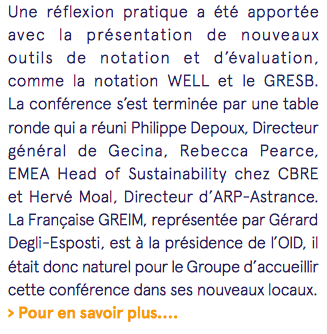 Une réflexion pratique a été apportée
avec la présentation de nouveaux
outils de notation et d’évaluation,
comme la notation WELL et le GRESB.
La conférence s’est terminée par une table
ronde qui a réuni Philippe Depoux, Directeur
général de Gecina, Rebecca Pearce,
EMEA Head of Sustainability chez CBRE
et Hervé Moal, Directeur d’ARP-Astrance.
La Française GREIM, représentée par Gérard
Degli-Esposti, est à la présidence de l’OID, il
était donc naturel pour le Groupe d’accueillir
cette conférence dans ses nouveaux locaux.
> Pour en savoir plus....